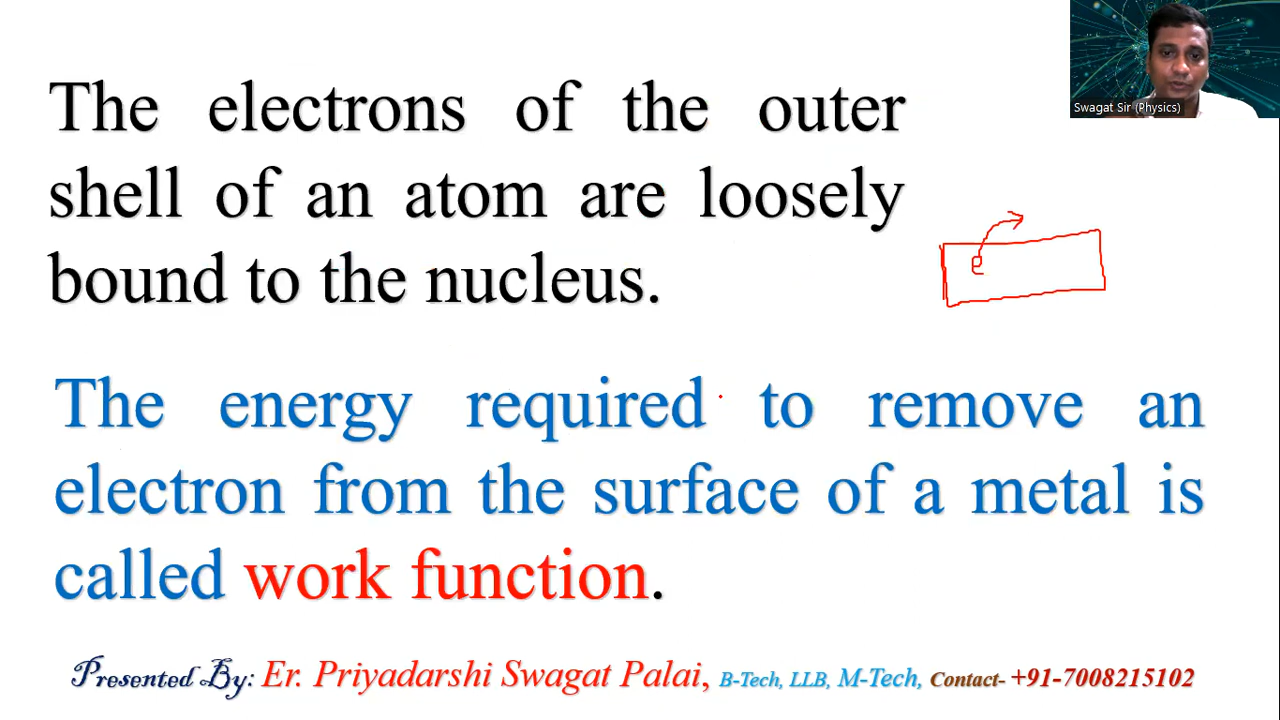 Swagat Sir (Physics)
The electrons of the outer
shell of an atom are loosely
bound to the nucleus.
e
The energy required to remove an
electron from the surface of a metal is
called work function.
Presented By: Er. Priyadarshi Swagat Palai, B-Tech, LLB, M-Tech, Contact- +91-7008215102